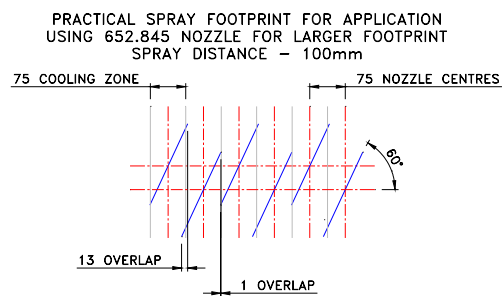 PRACTICAL SPRAY FOOTPRINT FOR APPLICATION
USING 652.845 NOZZLE FOR LARGER FOOTPRINT
SPRAY DISTANCE – 100mm
75 COOLING ZONE
75 NOZZLE CENTRES
60°
13 OVERLAP
1 OVERLAP